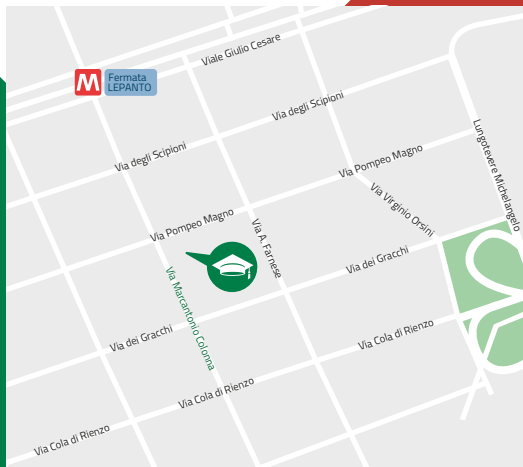 Viale Giulio Cesare
M
Fermata
LEPANTO
Via degli Scipioni
Via degli Scipioni
Lungotevere Michelangelo
Via Pompeo Magno
Via Virginio Orsini
Via Pompeo Magno
Via A. Farnese
Via dei Gracchi
Via Marcantonio Colonna
Via dei Gracchi
Via Cola di Rienzo
Via Cola di Rienzo
Via Cola di Rienzo